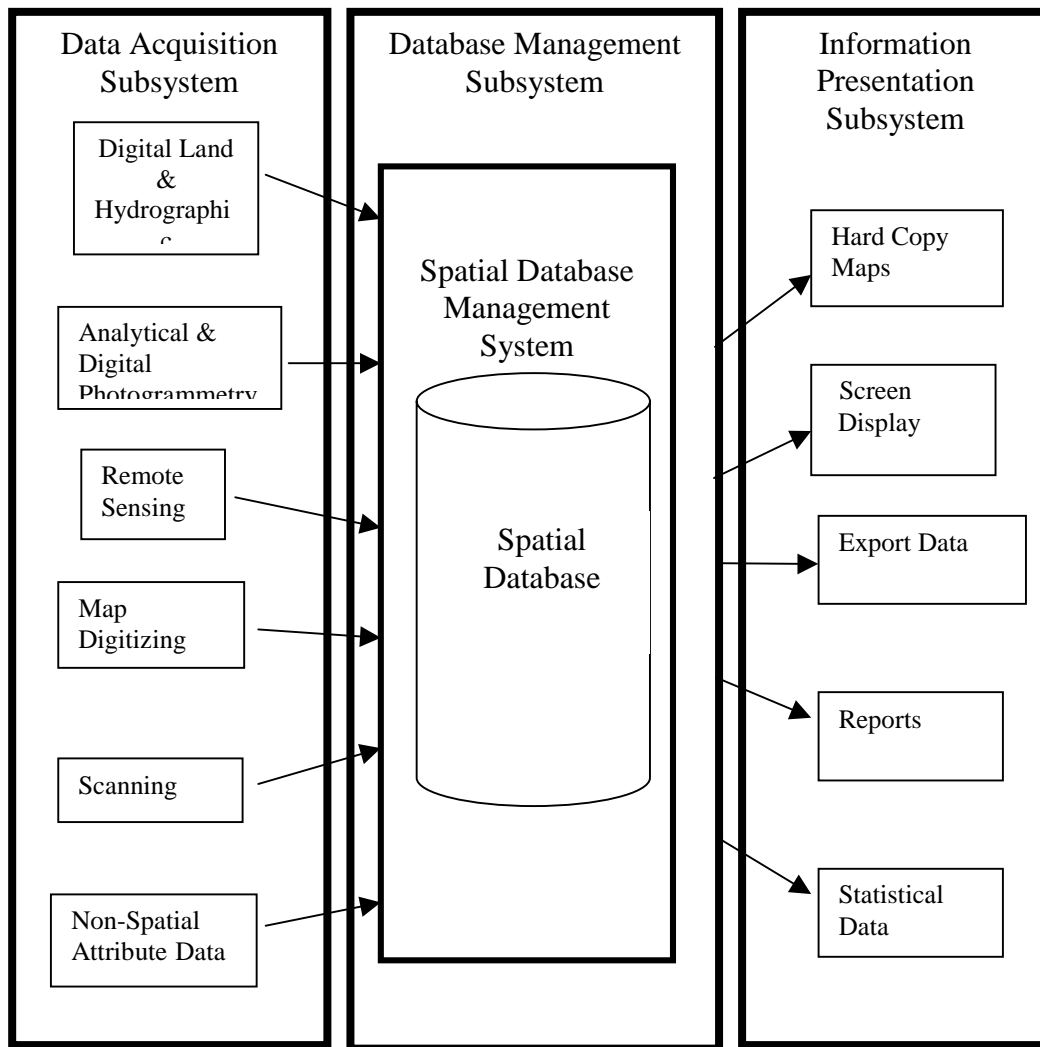 Data Acquisition
Subsystem
Digital Land
&
Hydrographi
c
Analytical &
Digital
Photogrammetry
Remote
Sensing
Map
Digitizing
Scanning
Non-Spatial
Attribute Data
Database Management
Subsystem
Spatial Database
Management
System
Spatial
Database
Information
Presentation
Subsystem
Hard Copy
Maps
Screen
Display
Export Data
Reports
Statistical
Data